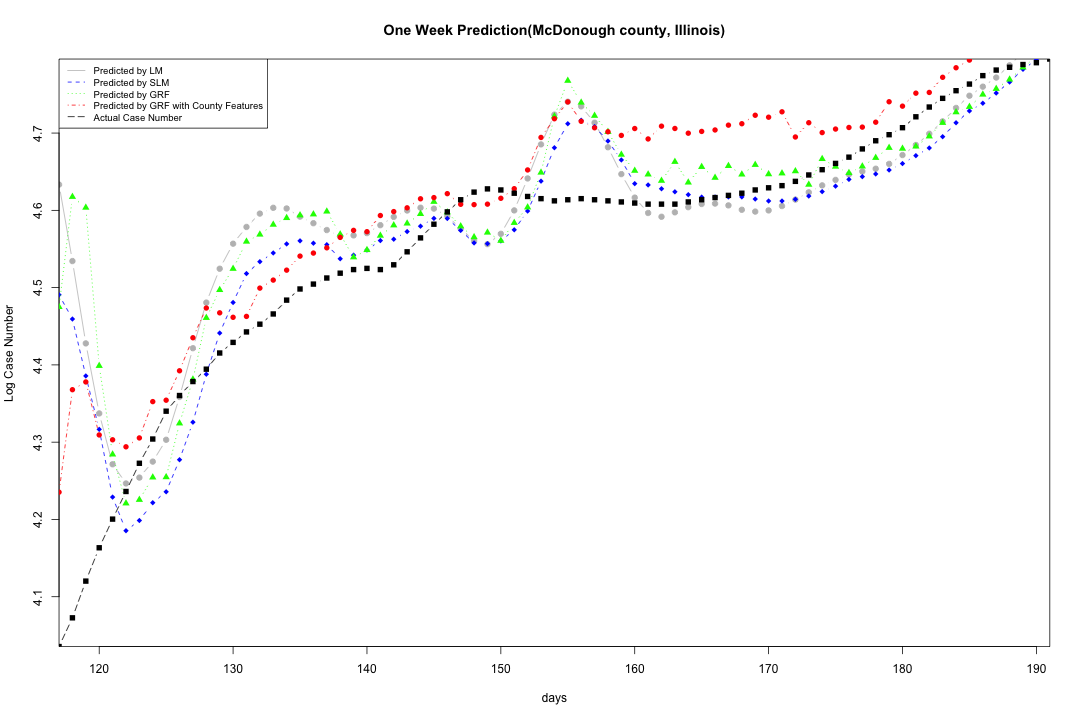 One Week Prediction(McDonough county, Illinois)
Predicted by LM
Predicted by SLM
Predicted by GRF
Predicted by GRF with County Features
Actual Case Number
Log Case Number
4.7
4.6
4.5
4.4
4.3
4.2
4.1
120 130 140 150 160 170 180 190
days